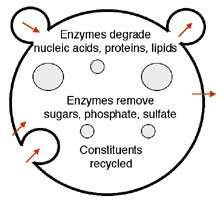 Enzymes degrade
nucleic acids, proteins, lipids
Enzymes remove
sugars, phosphate, sulfate
Constituents
recycled